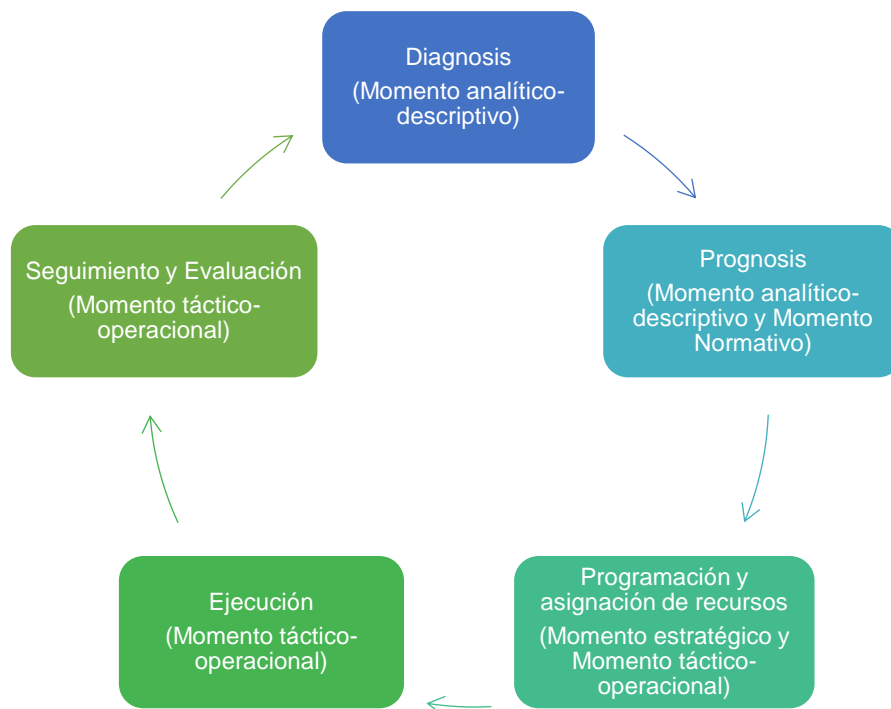 Diagnosis
(Momento analítico-
descriptivo)
Prognosis
(Momento analítico-
descriptivo y Momento
Normativo)
Programación y
asignación de recursos
(Momento estratégico y
Momento táctico-
operacional)
Ejecución
(Momento táctico-
operacional)
Seguimiento y Evaluación
(Momento táctico-
operacional)